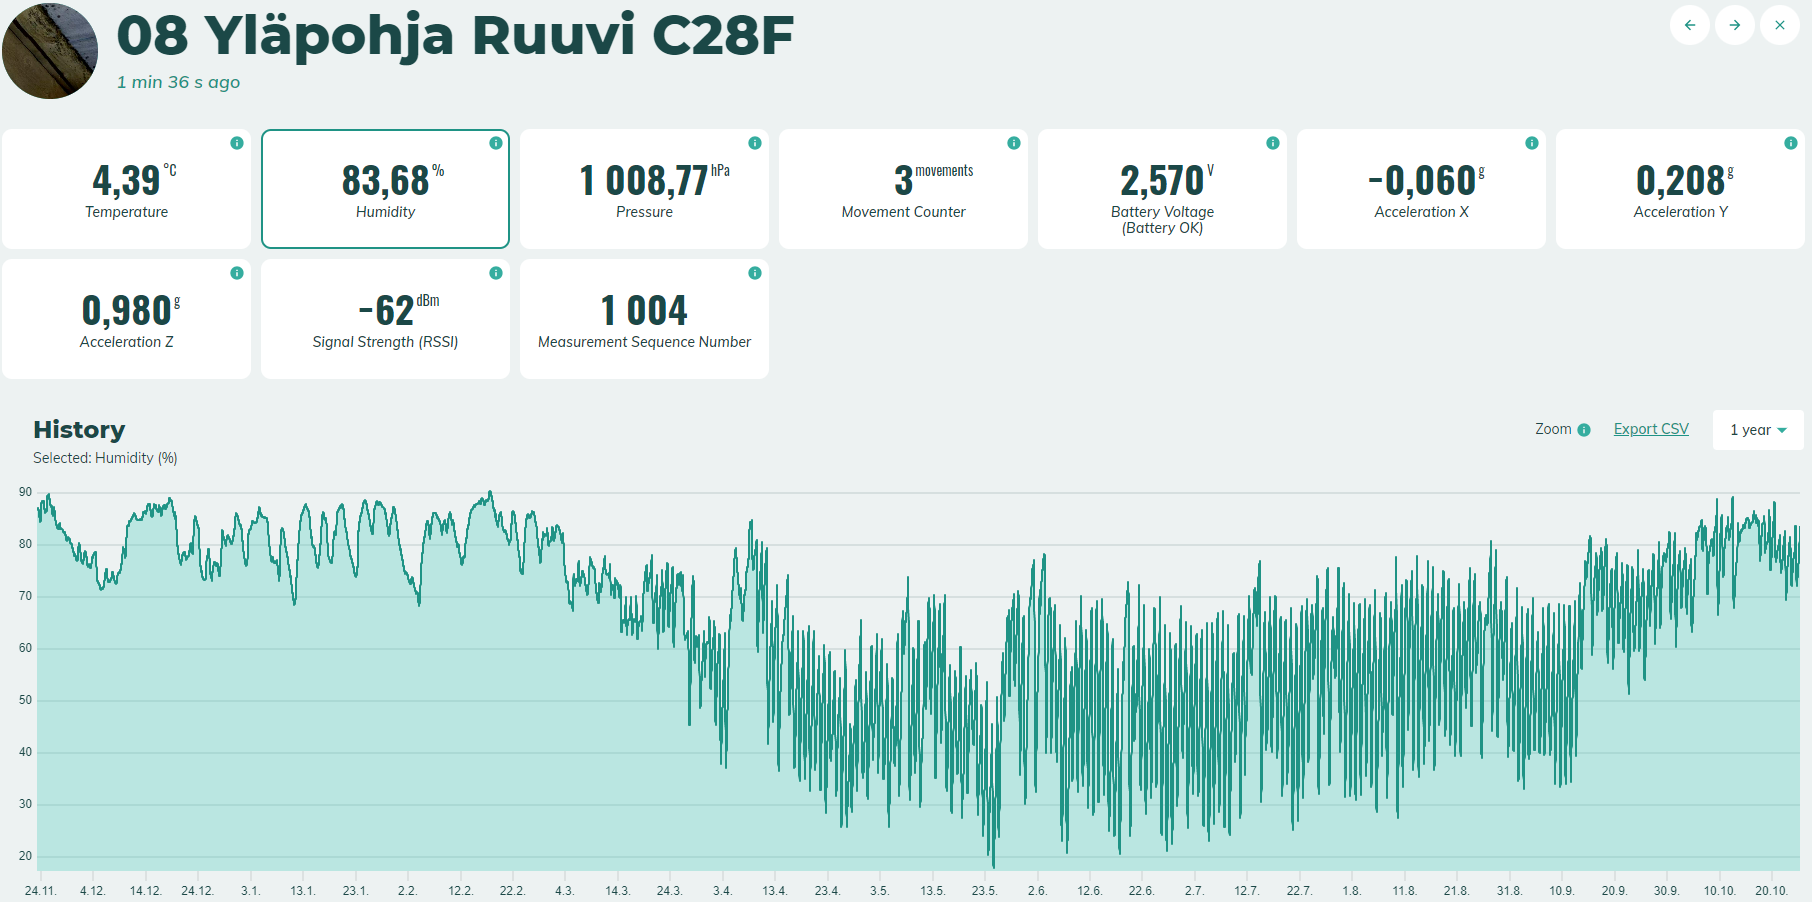 08 Yläpohja Ruuvi C28F
1 min 36 s ago
4,39 °C
Temperature
83,68 %
Humidity
1 008,77 hPa
Pressure
3 movements
Movement Counter
2,570 V
Battery Voltage
(Battery OK)
-0,060 g
Acceleration X
0,208 g
Acceleration Y
0,980 g
Acceleration Z
-62 dBm
Signal Strength (RSSI)
1 004
Measurement Sequence Number
History
Selected: Humidity (%)
Zoom
Export CSV
1 year
90
80
70
60
50
40
30
20
24.11. 4.12. 14.12. 24.12. 3.1. 13.1. 23.1. 2.2. 12.2. 22.2. 4.3. 14.3. 24.3. 3.4. 13.4. 23.4. 3.5. 13.5. 23.5. 2.6. 12.6. 22.6. 2.7. 12.7. 22.7. 1.8. 11.8. 21.8. 31.8. 10.9. 20.9. 30.9. 10.10. 20.10.